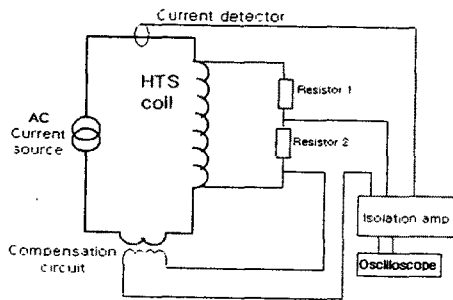 Current detector
HTS
coil
Resistor 1
AC
Current
source
Resistor 2
Isolation amp
Compensation
circuit
Oscilloscope